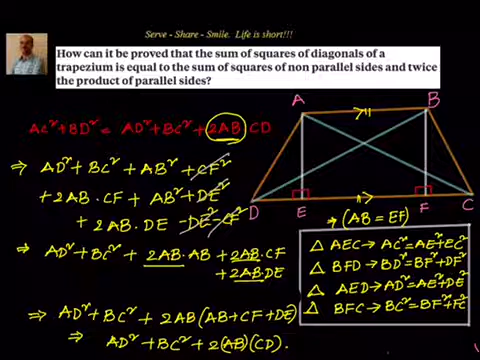 Serve - Share - Smile. Life is short!!!
How can it be proved that the sum of squares of diagonals of a
trapezium is equal to the sum of squares of non parallel sides and twice
the product of parallel sides?
AC²+BD² = AD²+BC²+2AB.CD
⇒ AD²+BC²+AB²+CF²
+2AB.CF+AB²+DE²
+2AB.DE-DE²-CF²
⇒ AD²+BC²+2AB.AB+2AB.CF
+2AB.DE
⇒ AD²+BC²+2AB(AB+CF+DE)
⇒ AD²+BC²+2(AB)(CD).
A
B
D
E
F
C
→ (AB=EF)
△ AEC→AC²=AE²+EC²
△ BFD→BD²=BF²+DF²
△ AED→AD²=AE²+DE²
△ BFC→BC²=BF²+FC²